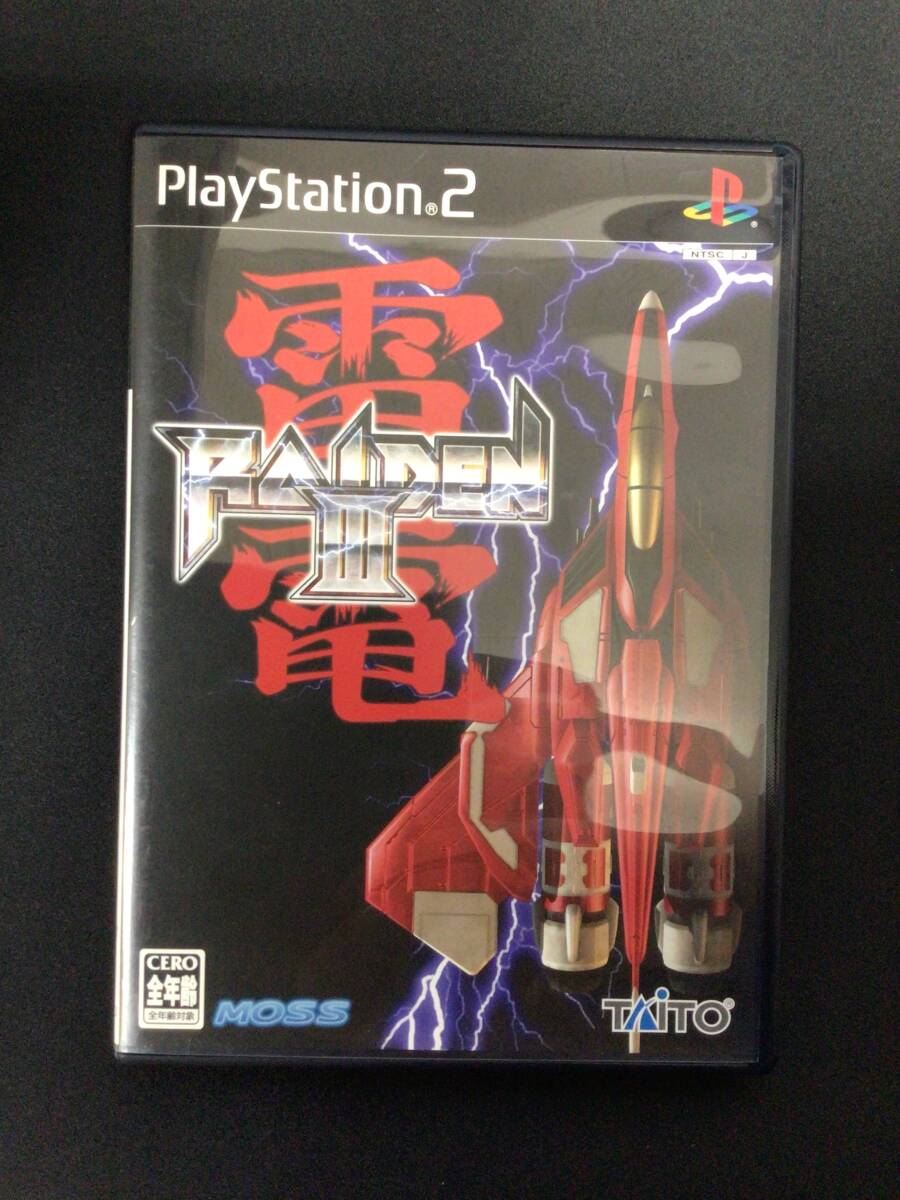 PlayStation®2
NTSC J
雷
RAIDEN
III
電
CERO
全年齢
全年齢対象
MOSS
TAITO®